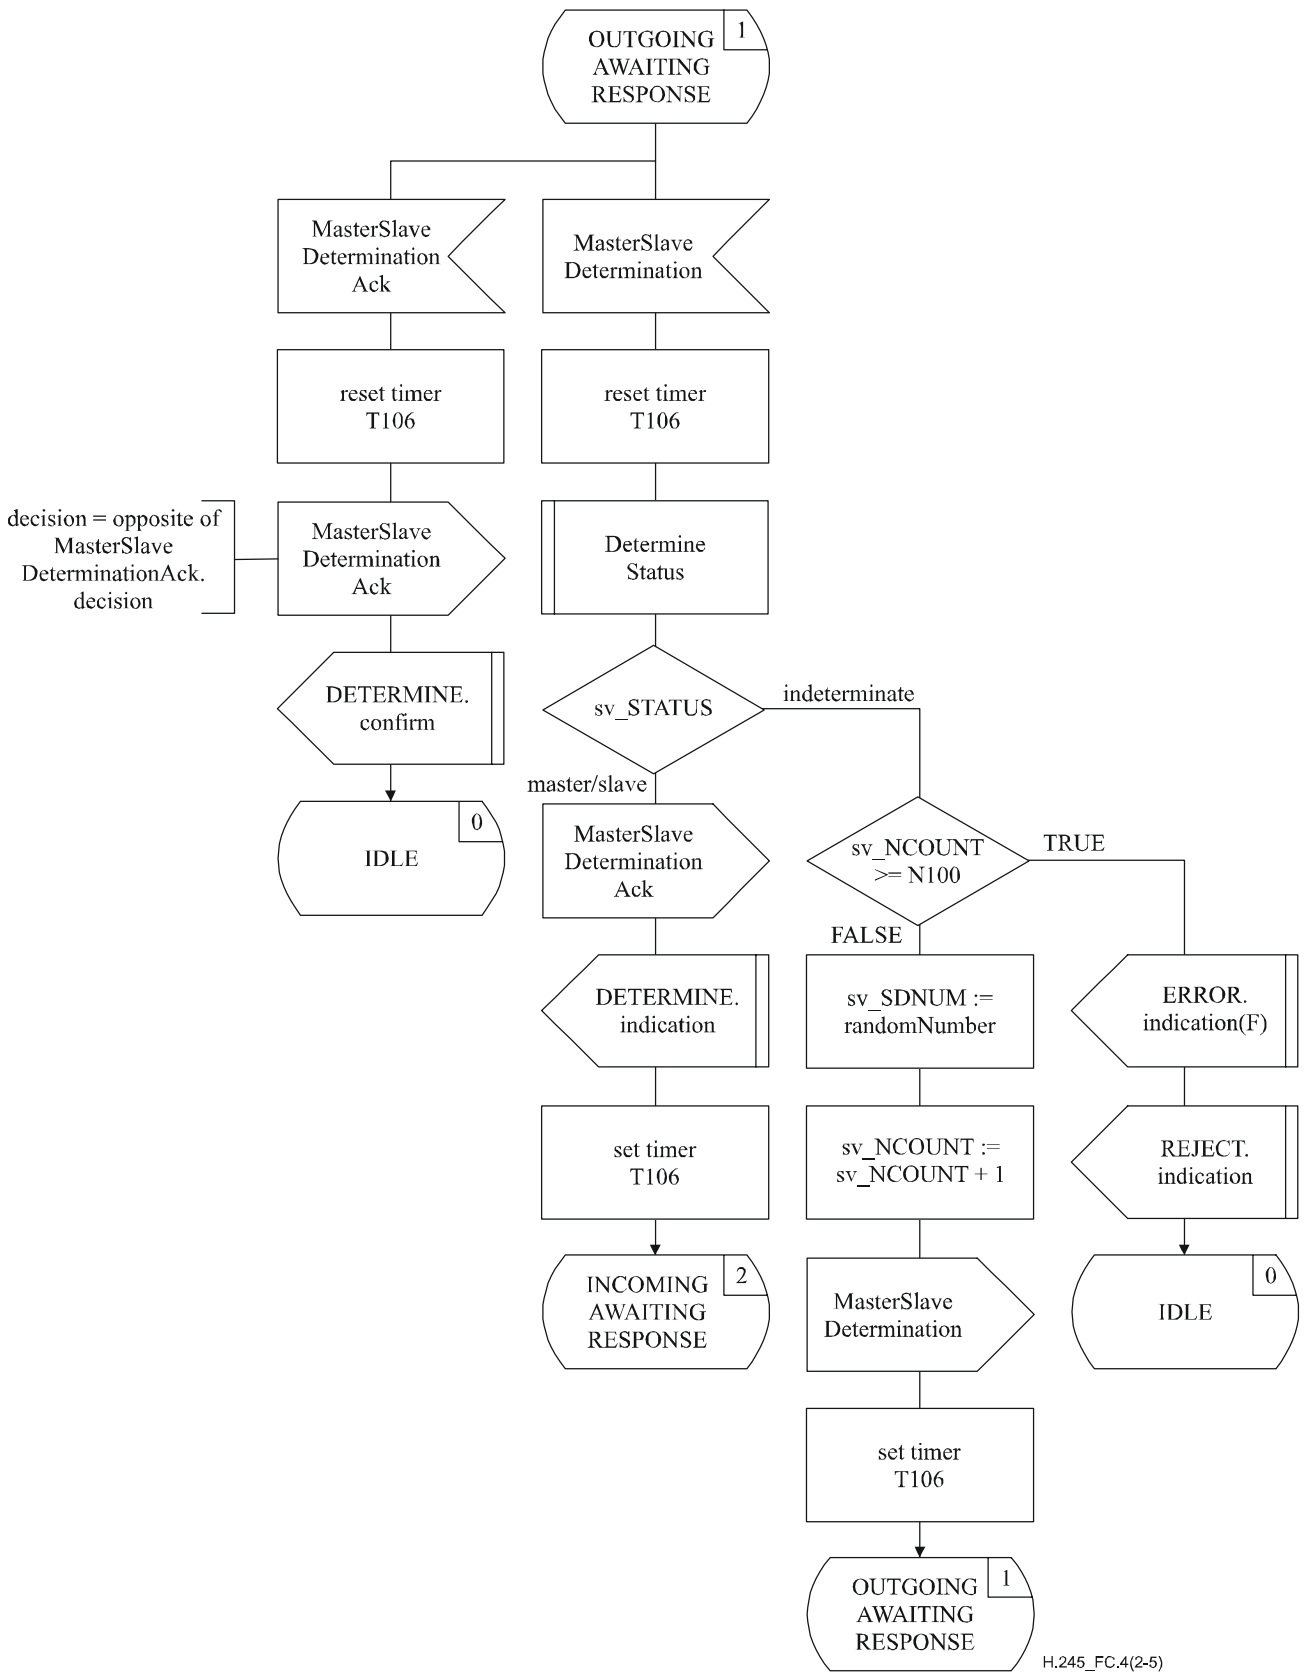 1
OUTGOING
AWAITING
RESPONSE
MasterSlave
Determination
Ack
MasterSlave
Determination
reset timer
T106
reset timer
T106
decision = opposite of
MasterSlave
DeterminationAck.
decision
MasterSlave
Determination
Ack
Determine
Status
DETERMINE.
confirm
sv_STATUS
indeterminate
master/slave
0
IDLE
MasterSlave
Determination
Ack
sv_NCOUNT
>= N100
TRUE
FALSE
DETERMINE.
indication
sv_SDNUM :=
randomNumber
ERROR.
indication(F)
set timer
T106
sv_NCOUNT :=
sv_NCOUNT + 1
REJECT.
indication
2
INCOMING
AWAITING
RESPONSE
MasterSlave
Determination
0
IDLE
set timer
T106
1
OUTGOING
AWAITING
RESPONSE
H.245_FC.4(2-5)